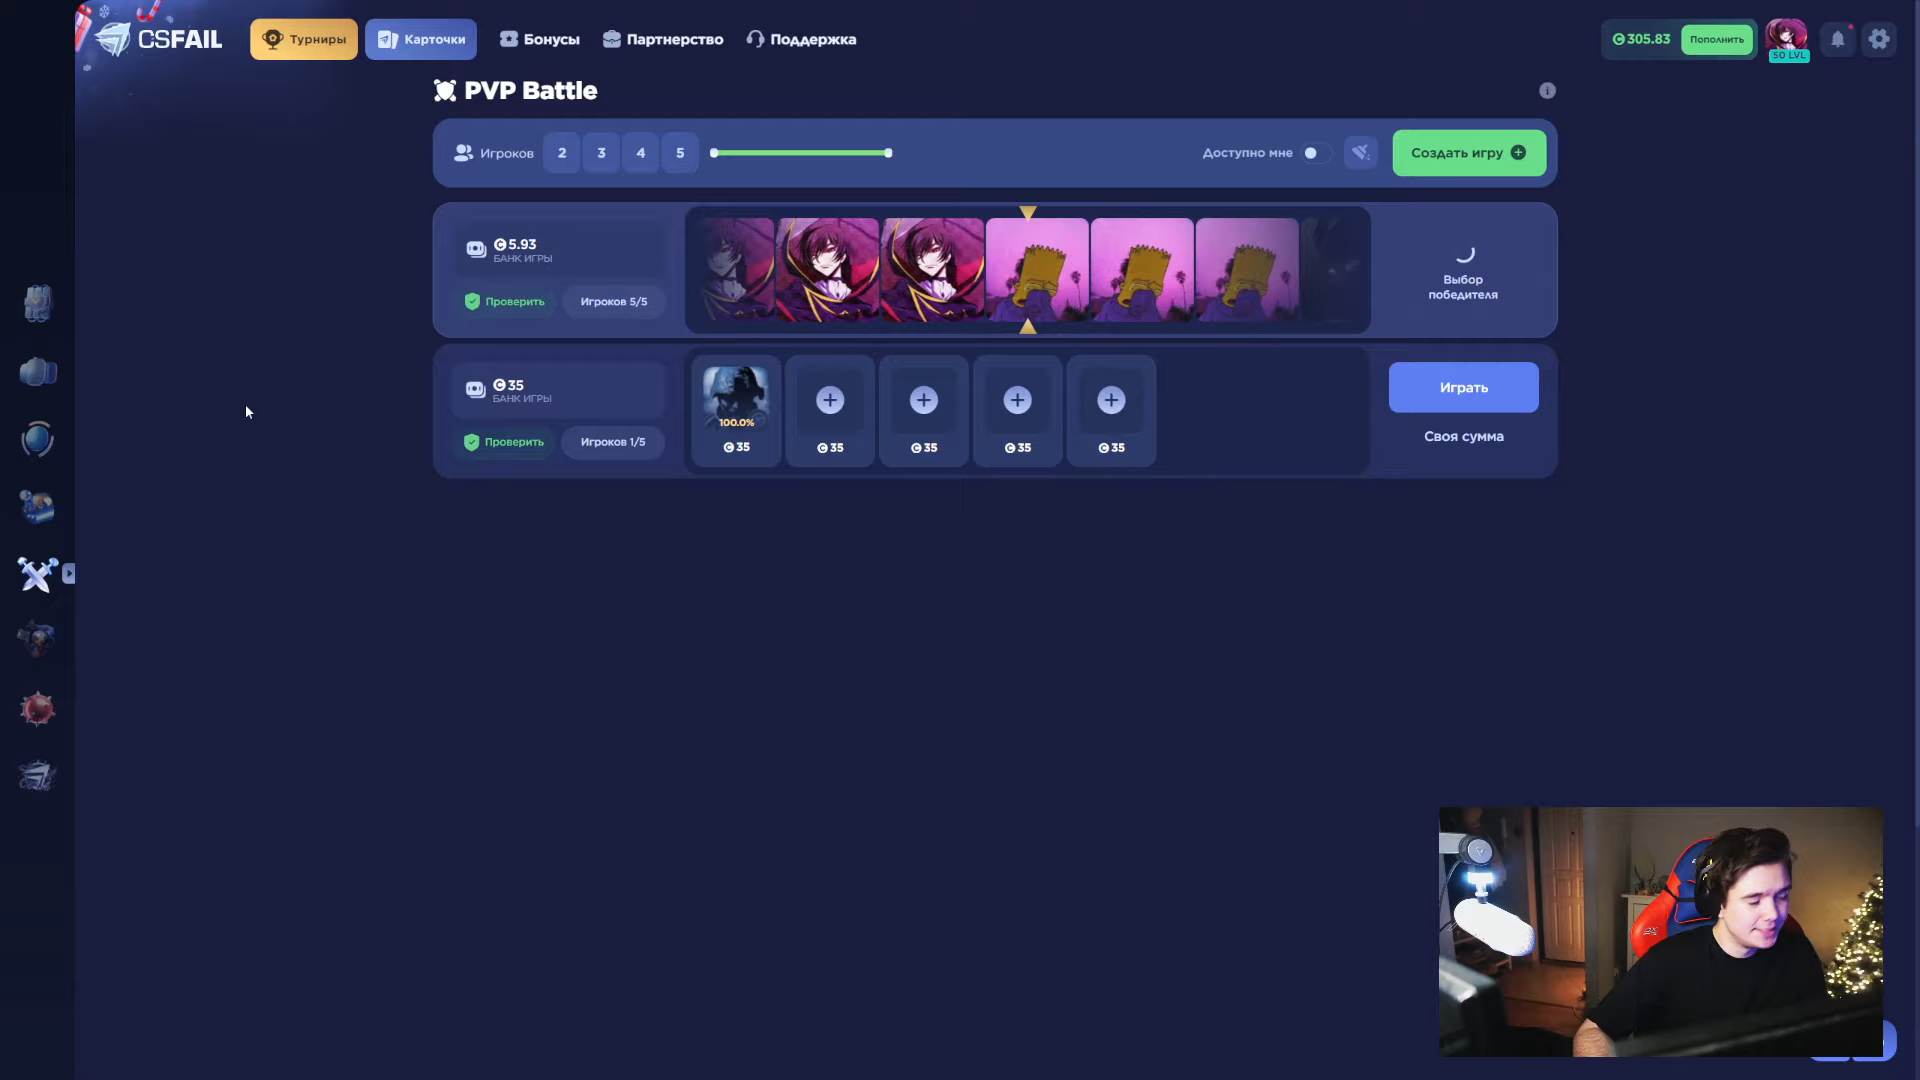 CSFAIL
Турниры
Карточки
Бонусы
Партнерство
Поддержка
305.83
Пополнить
50 LVL
PVP Battle
Игроков
2
3
4
5
Доступно мне
Создать игру
5.93
БАНК ИГРЫ
Проверить
Игроков 5/5
Выбор
победителя
35
БАНК ИГРЫ
Проверить
Игроков 1/5
100.0%
35
35
35
35
35
Играть
Своя сумма